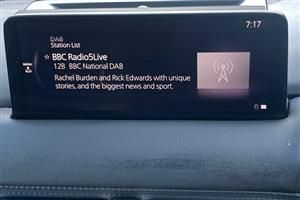 7:17
DAB
Station List
☆ BBC Radio5Live
12B BBC National DAB
Rachel Burden and Rick Edwards with unique
stories, and the biggest news and sport.